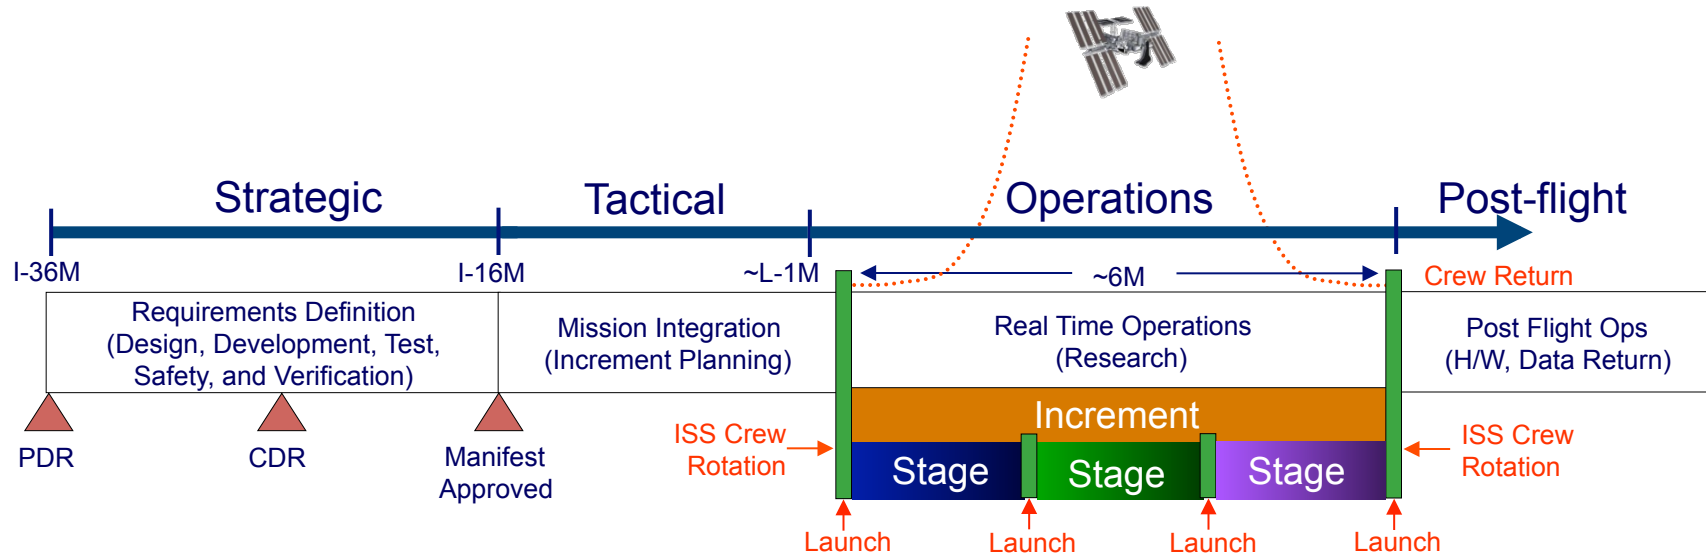 Strategic
Tactical
Operations
Post-flight
I-36M
I-16M
~L-1M
~6M
Crew Return
Requirements Definition
(Design, Development, Test,
Safety, and Verification)
Mission Integration
(Increment Planning)
Real Time Operations
(Research)
Post Flight Ops
(H/W, Data Return)
Increment
PDR
CDR
Manifest
Approved
ISS Crew
Rotation
Stage
Stage
Stage
ISS Crew
Rotation
Launch
Launch
Launch
Launch